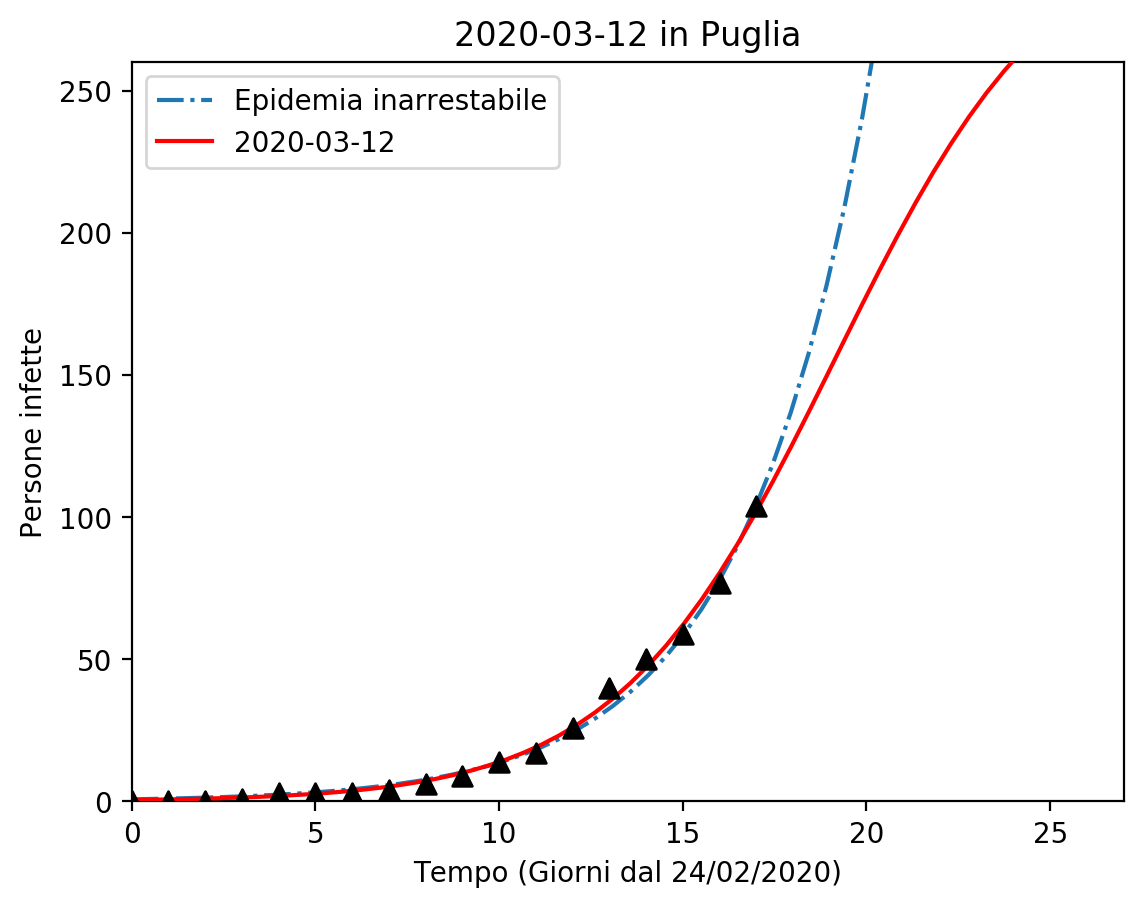 2020-03-12 in Puglia
Epidemia inarrestabile
2020-03-12
Persone infette
250
200
150
100
50
0
0 5 10 15 20 25
Tempo (Giorni dal 24/02/2020)